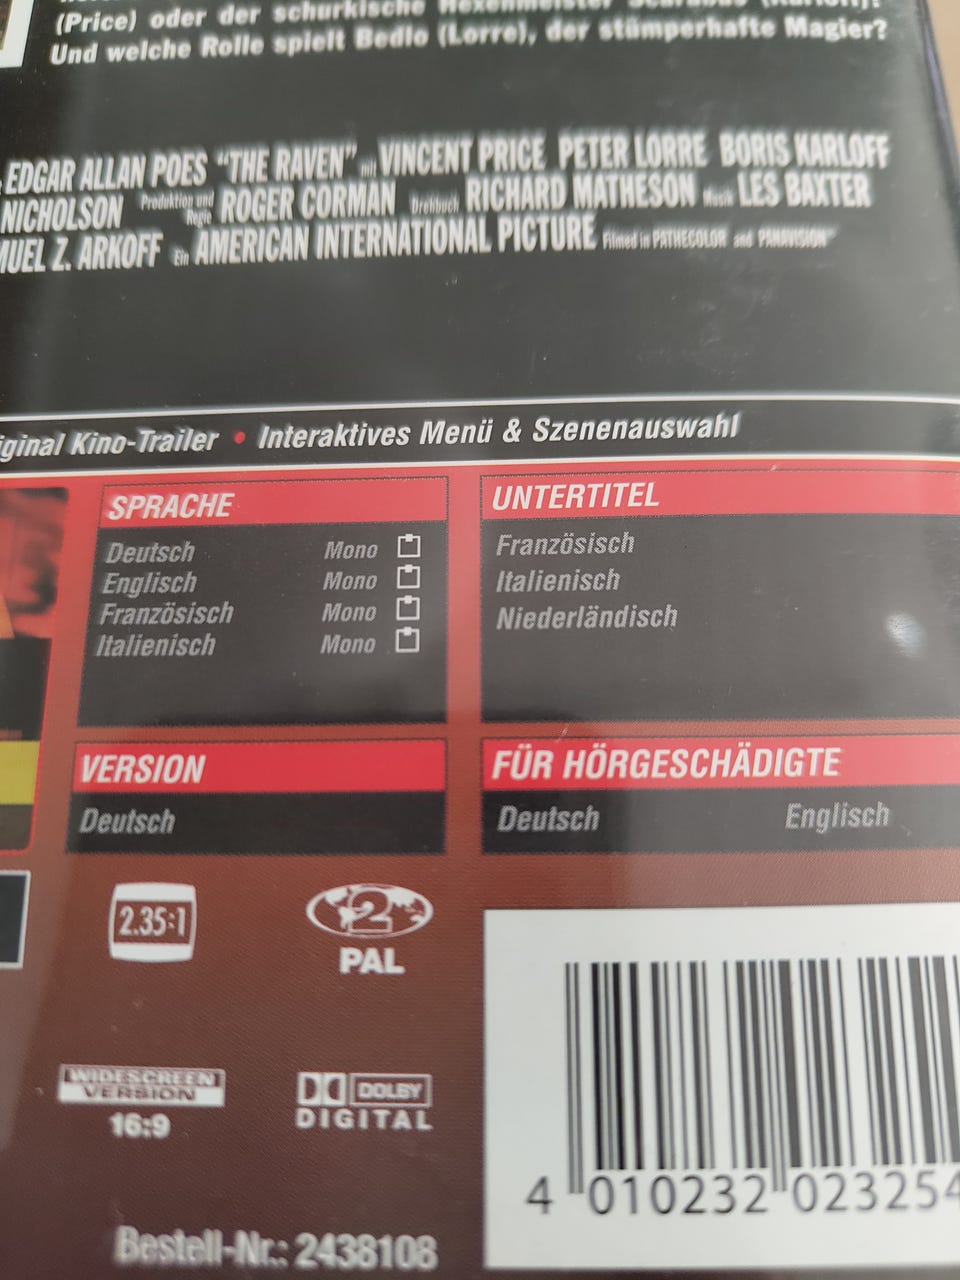 (Price) oder der schurkische Hexenmeister Scarabus (Karloff)?
Und welche Rolle spielt Bedlo (Lorre), der stümperhafte Magier?
EDGAR ALLAN POES "THE RAVEN" mit VINCENT PRICE PETER LORRE BORIS KARLOFF
NICHOLSON Produktion und Regie ROGER CORMAN Drehbuch RICHARD MATHESON Musik LES BAXTER
MUEL Z. ARKOFF Ein AMERICAN INTERNATIONAL PICTURE Filmed in PATHECOLOR and PANAVISION
iginal Kino-Trailer • Interaktives Menü & Szenenauswahl
SPRACHE
Deutsch Mono
Englisch Mono
Französisch Mono
Italienisch Mono
UNTERTITEL
Französisch
Italienisch
Niederländisch
VERSION
Deutsch
FÜR HÖRGESCHÄDIGTE
Deutsch Englisch
2.35:1
2
PAL
WIDESCREEN
VERSION
16:9
DOLBY
DIGITAL
4 010232 023254
Bestell-Nr.: 2438108